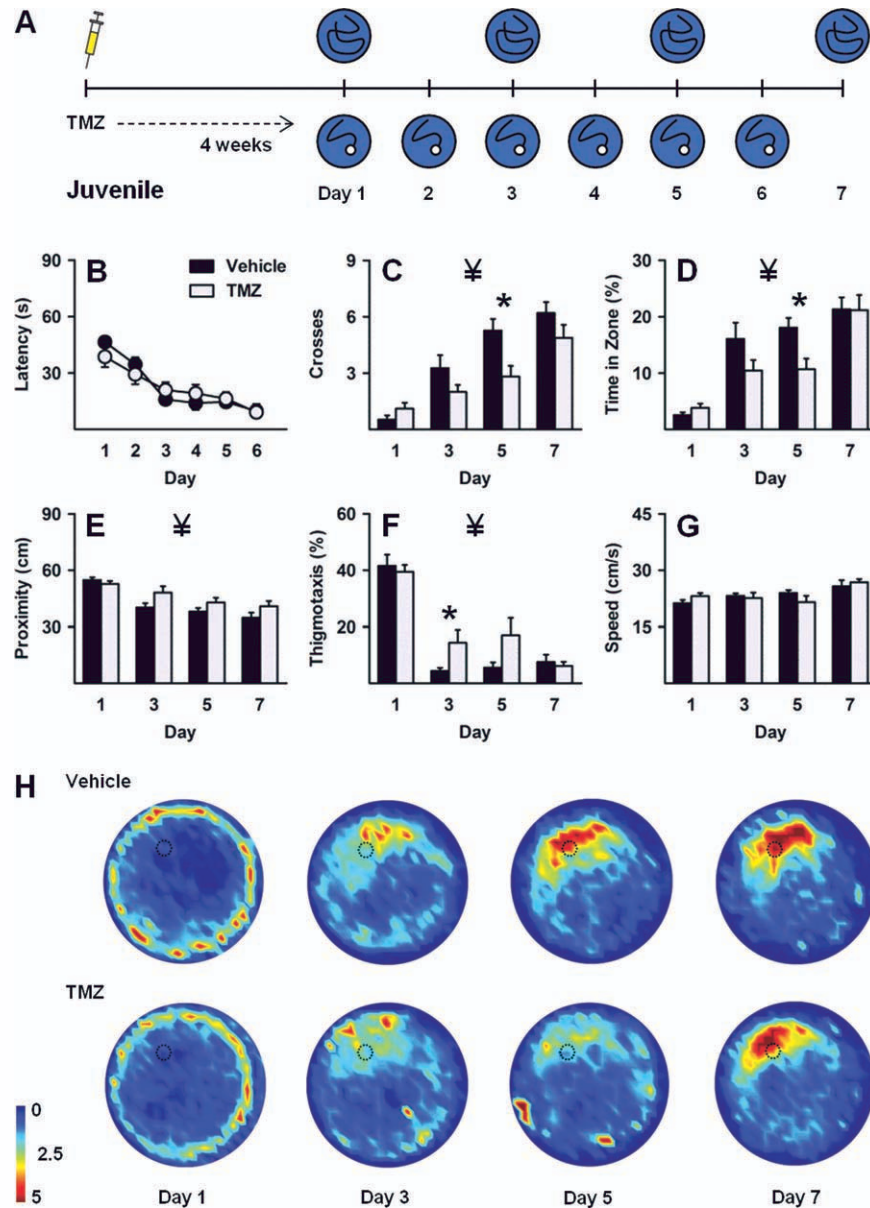 A
TMZ
4 weeks
Juvenile
Day 1 2 3 4 5 6 7
B
Vehicle
TMZ
Latency (s)
90
60
30
1 2 3 4 5 6
Day
C
¥
*
Crosses
9
6
3
1 3 5 7
Day
D
¥
*
Time in Zone (%)
30
20
10
1 3 5 7
Day
E
¥
Proximity (cm)
90
60
30
1 3 5 7
Day
F
¥
*
Thigmotaxis (%)
60
40
20
1 3 5 7
Day
G
Speed (cm/s)
45
30
15
1 3 5 7
Day
H
Vehicle
TMZ
0
2.5
5
Day 1 Day 3 Day 5 Day 7